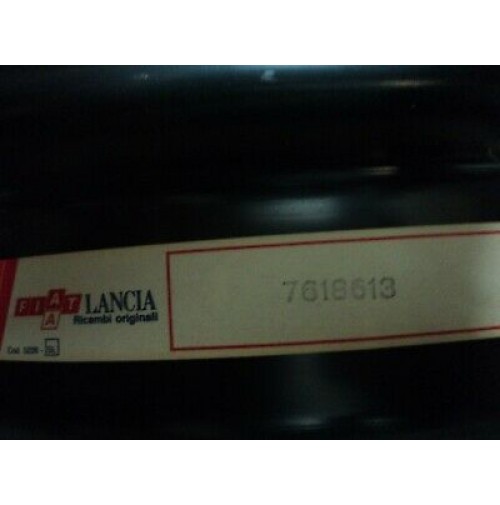 FIAT LANCIA
A
Ricambi originali
7618613